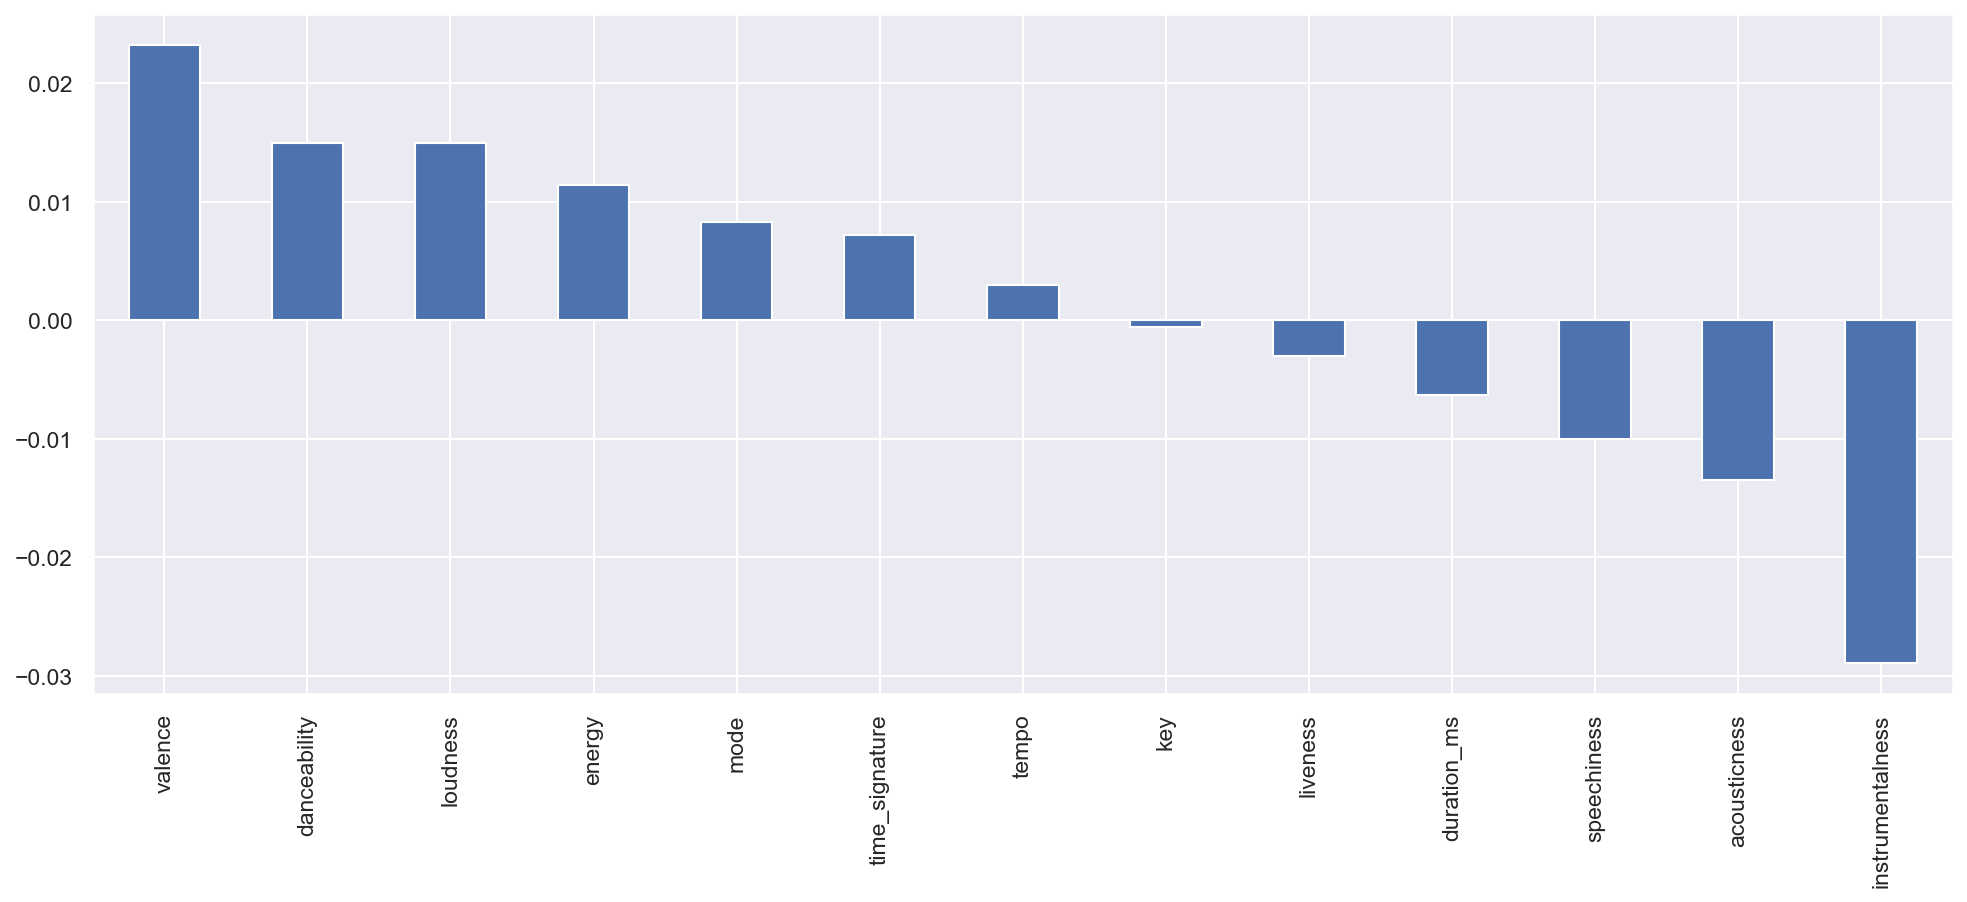 0.02
0.01
0.00
−0.01
−0.02
−0.03
valence
danceability
loudness
energy
mode
time_signature
tempo
key
liveness
duration_ms
speechiness
acousticness
instrumentalness